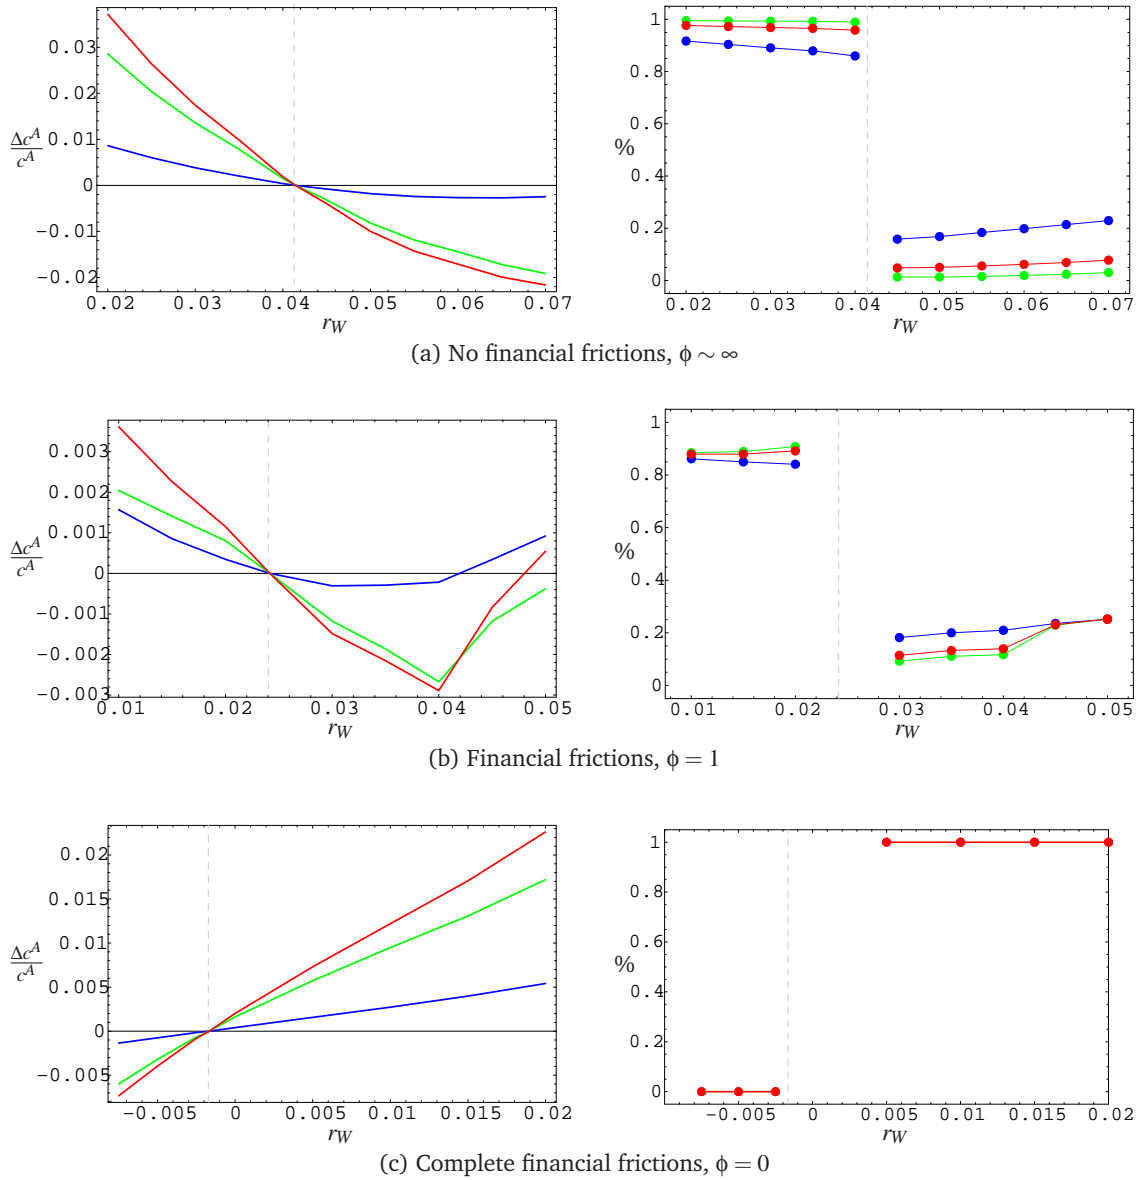 0.03
0.02
0.01
0
−0.01
−0.02
Δc^A
c^A
0.02 0.03 0.04 0.05 0.06 0.07
r_W
1
0.8
0.6
0.4
0.2
0
%
0.02 0.03 0.04 0.05 0.06 0.07
r_W
(a) No financial frictions, ϕ ∼ ∞
0.003
0.002
0.001
0
−0.001
−0.002
−0.003
Δc^A
c^A
0.01 0.02 0.03 0.04 0.05
r_W
1
0.8
0.6
0.4
0.2
0
%
0.01 0.02 0.03 0.04 0.05
r_W
(b) Financial frictions, ϕ = 1
0.02
0.015
0.01
0.005
0
−0.005
Δc^A
c^A
−0.005 0 0.005 0.01 0.015 0.02
r_W
1
0.8
0.6
0.4
0.2
0
%
−0.005 0 0.005 0.01 0.015 0.02
r_W
(c) Complete financial frictions, ϕ = 0